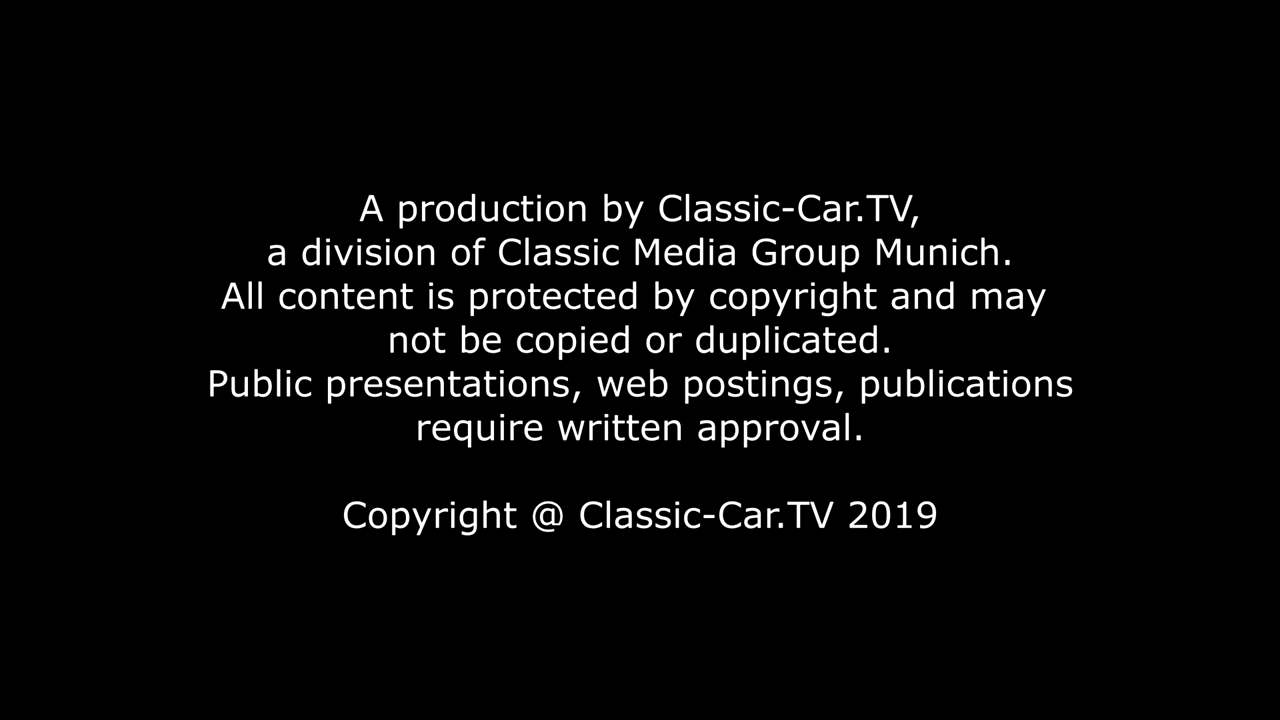 A production by Classic-Car.TV,
a division of Classic Media Group Munich.
All content is protected by copyright and may
not be copied or duplicated.
Public presentations, web postings, publications
require written approval.
Copyright @ Classic-Car.TV 2019